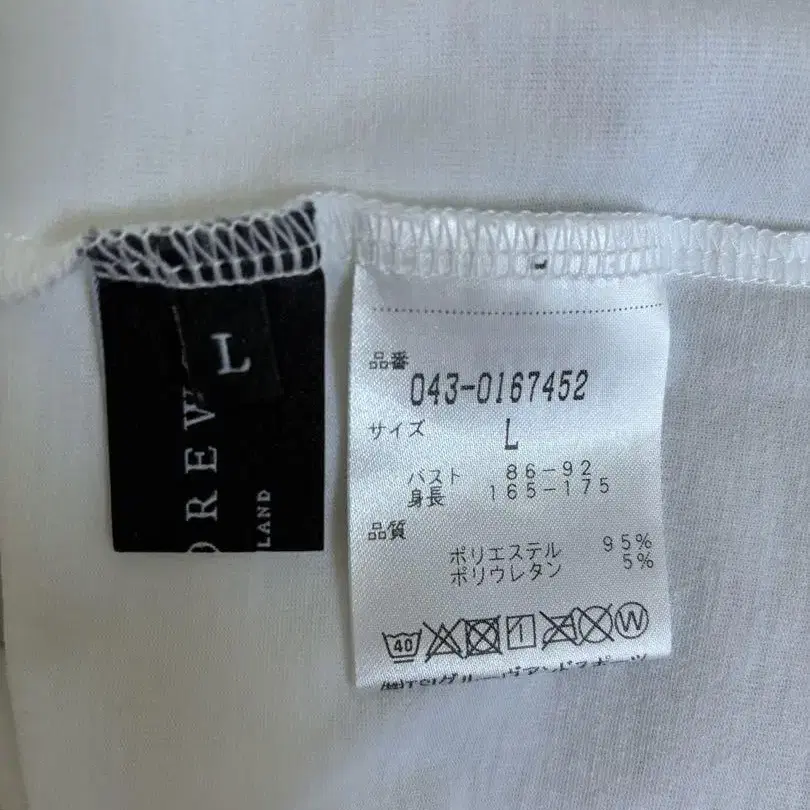 L
OREW
LAND
品番
043-0167452
サイズ
L
バスト 86-92
身長 165-175
品質
ポリエステル 95%
ポリウレタン 5%
40
W